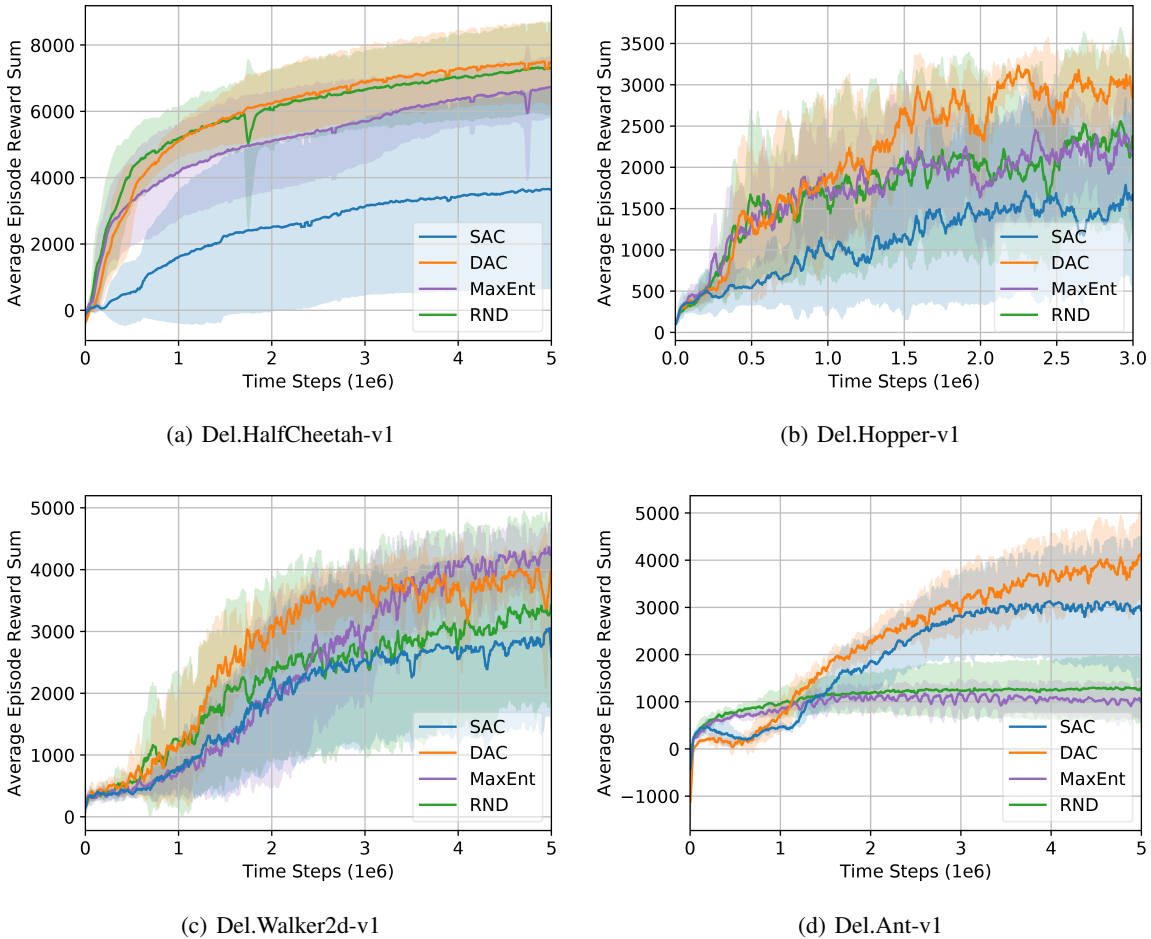 Average Episode Reward Sum
8000
6000
4000
2000
0
SAC
DAC
MaxEnt
RND
0
1
2
3
4
5
Time Steps (1e6)
(a) Del.HalfCheetah-v1
Average Episode Reward Sum
3500
3000
2500
2000
1500
1000
500
0
SAC
DAC
MaxEnt
RND
0.0
0.5
1.0
1.5
2.0
2.5
3.0
Time Steps (1e6)
(b) Del.Hopper-v1
Average Episode Reward Sum
5000
4000
3000
2000
1000
0
SAC
DAC
MaxEnt
RND
0
1
2
3
4
5
Time Steps (1e6)
(c) Del.Walker2d-v1
Average Episode Reward Sum
5000
4000
3000
2000
1000
0
−1000
SAC
DAC
MaxEnt
RND
0
1
2
3
4
5
Time Steps (1e6)
(d) Del.Ant-v1